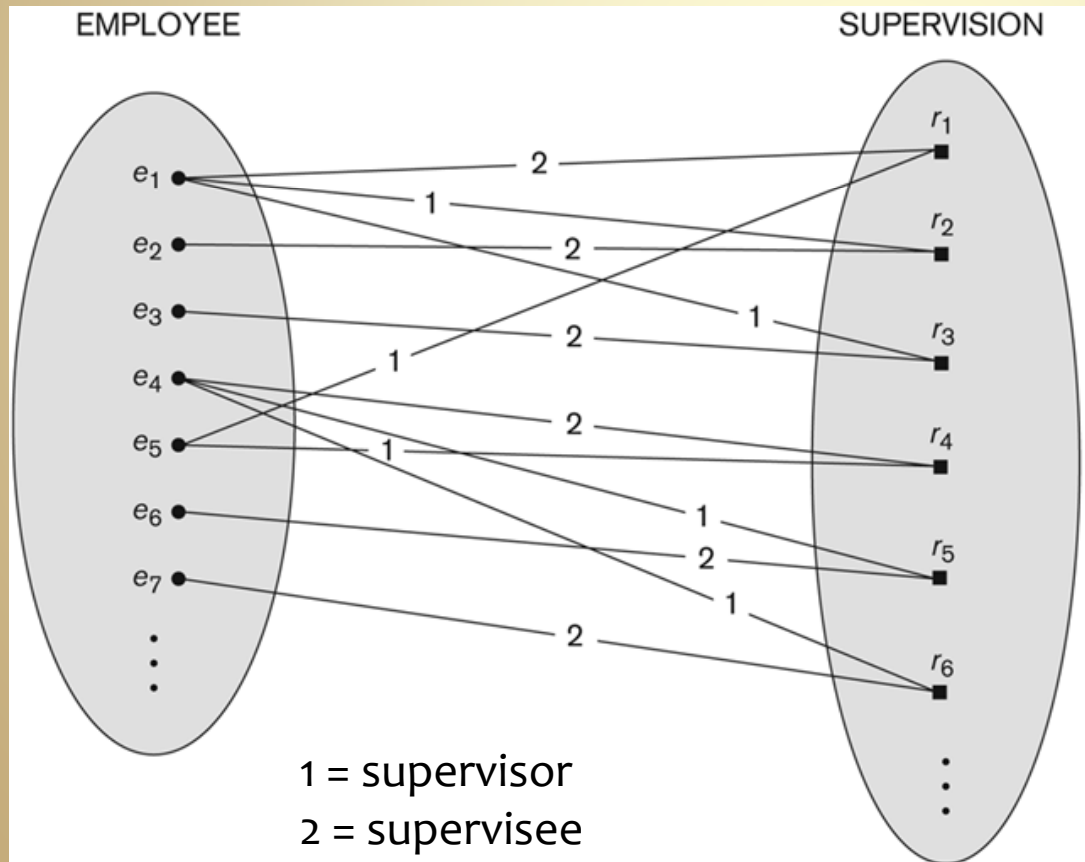 EMPLOYEE
SUPERVISION
e1
e2
e3
e4
e5
e6
e7
2
1
2
1
2
1
2
1
1
2
1
2
r1
r2
r3
r4
r5
r6
1 = supervisor
2 = supervisee